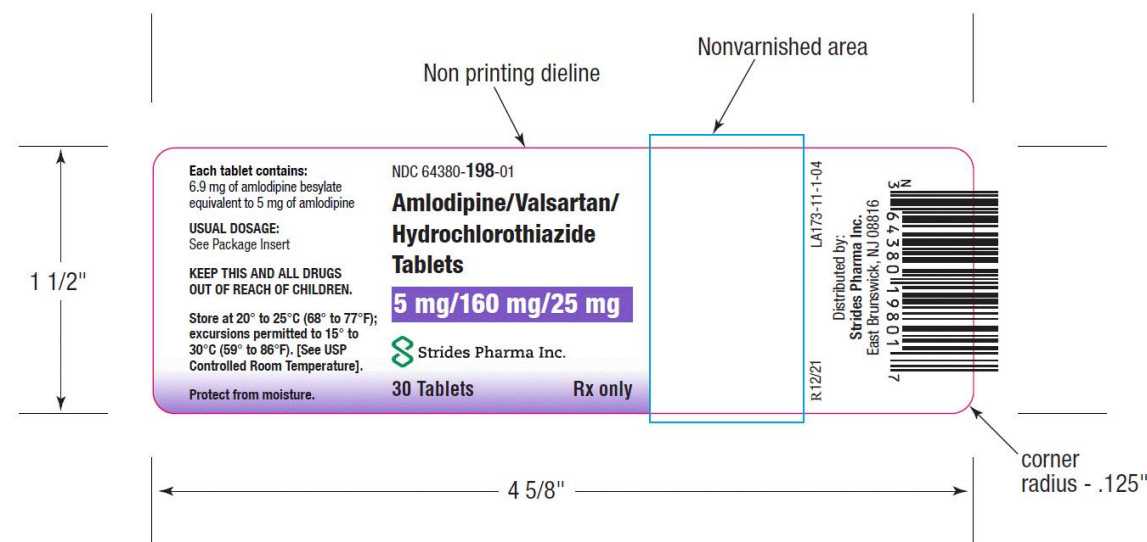 Nonvarnished area
Non printing dieline
Each tablet contains:
6.9 mg of amlodipine besylate
equivalent to 5 mg of amlodipine
USUAL DOSAGE:
See Package Insert
KEEP THIS AND ALL DRUGS
OUT OF REACH OF CHILDREN.
Store at 20° to 25°C (68° to 77°F);
excursions permitted to 15° to
30°C (59° to 86°F). [See USP
Controlled Room Temperature].
Protect from moisture.
NDC 64380-198-01
Amlodipine/Valsartan/
Hydrochlorothiazide
Tablets
5 mg/160 mg/25 mg
Strides Pharma Inc.
30 Tablets Rx only
R 12/21 LA173-11-1-04
Distributed by:
Strides Pharma Inc.
East Brunswick, NJ 08816
N
3 64380 19801 7
1 1/2"
4 5/8"
corner
radius - .125"